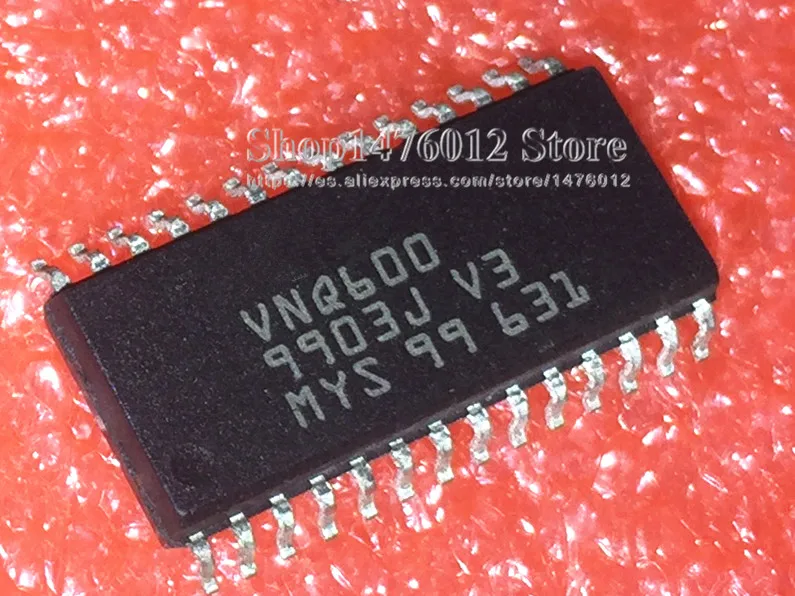 Shop1476012 Store
http://es.aliexpress.com/store/1476012
VNQ600
9903J V3
MYS 99 631